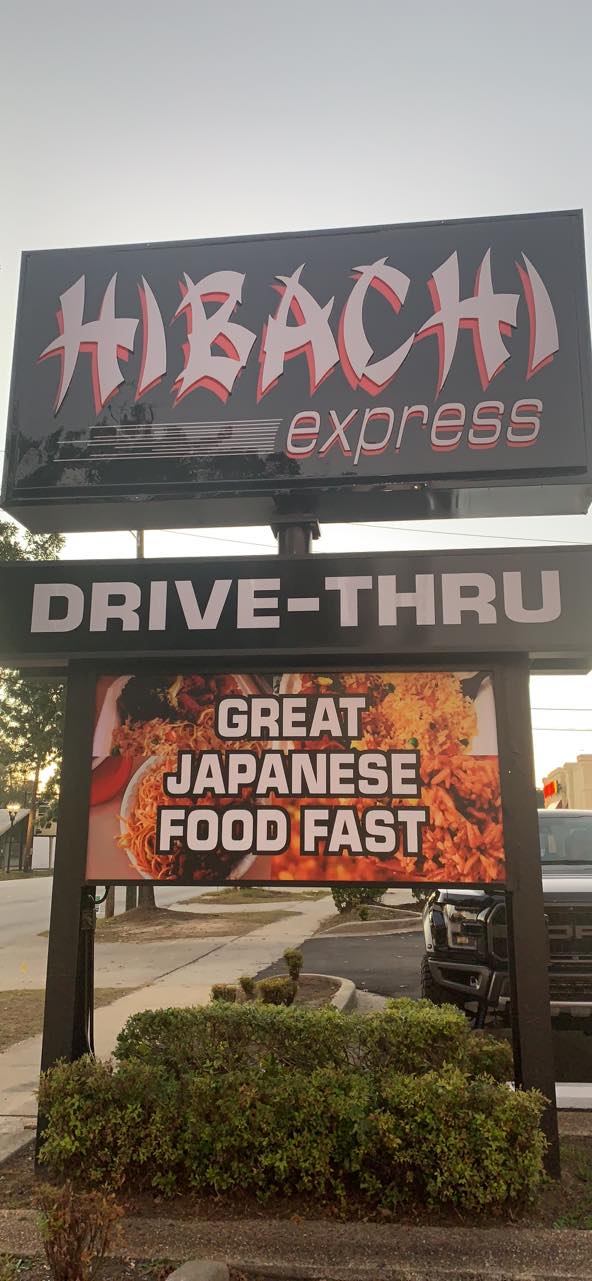 HIBACHI
express
DRIVE-THRU
GREAT
JAPANESE
FOOD FAST